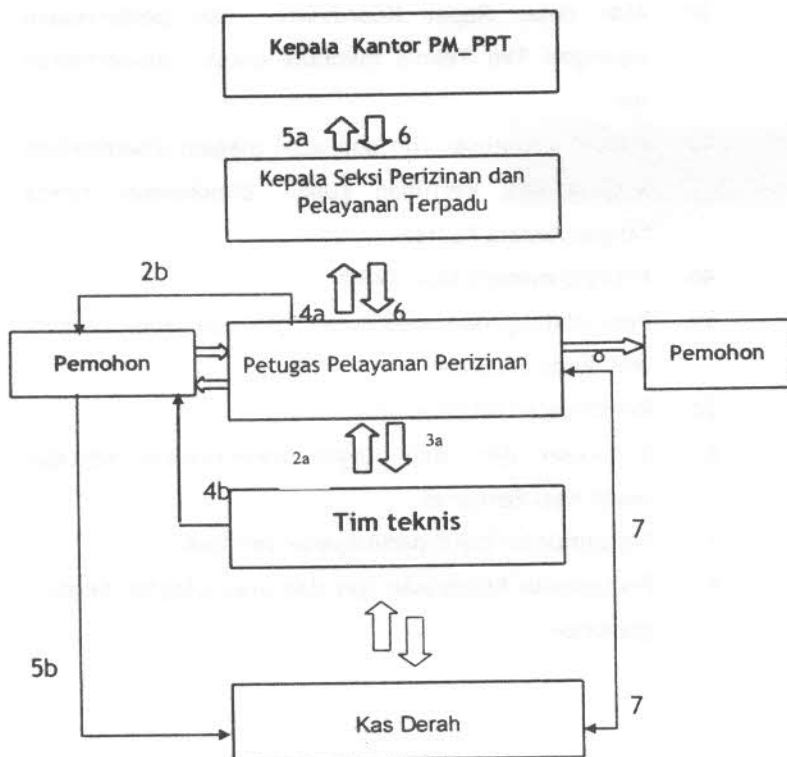 Kepala Kantor PM_PPT
5a
6
Kepala Seksi Perizinan dan
Pelayanan Terpadu
2b
4a
6
Pemohon
Petugas Pelayanan Perizinan
8
Pemohon
2a
3a
4b
Tim teknis
7
5b
7
Kas Derah